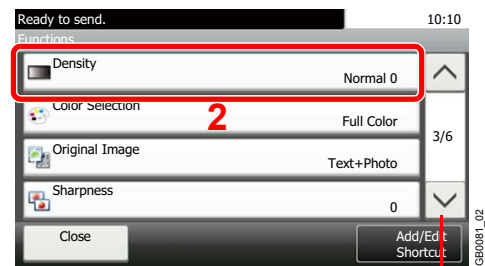 Ready to send.
10:10
Functions
Density
Normal 0
2
Color Selection
Full Color
3/6
Original Image
Text+Photo
Sharpness
0
Close
Add/Edit
Shortcut
GB0081_02